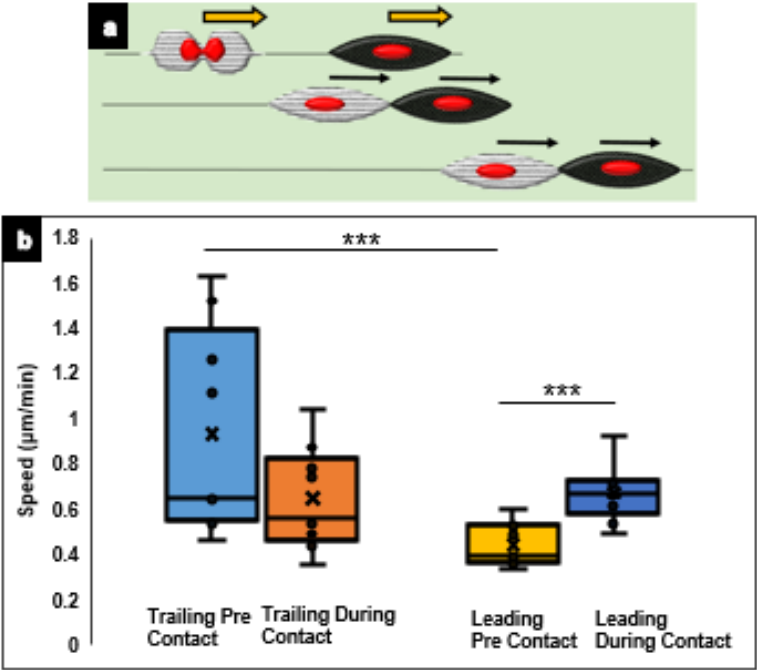 a
b
1.8
1.6
1.4
1.2
1
0.8
0.6
0.4
0.2
0
Speed (µm/min)
***
***
Trailing Pre
Contact
Trailing During
Contact
Leading
Pre Contact
Leading
During Contact